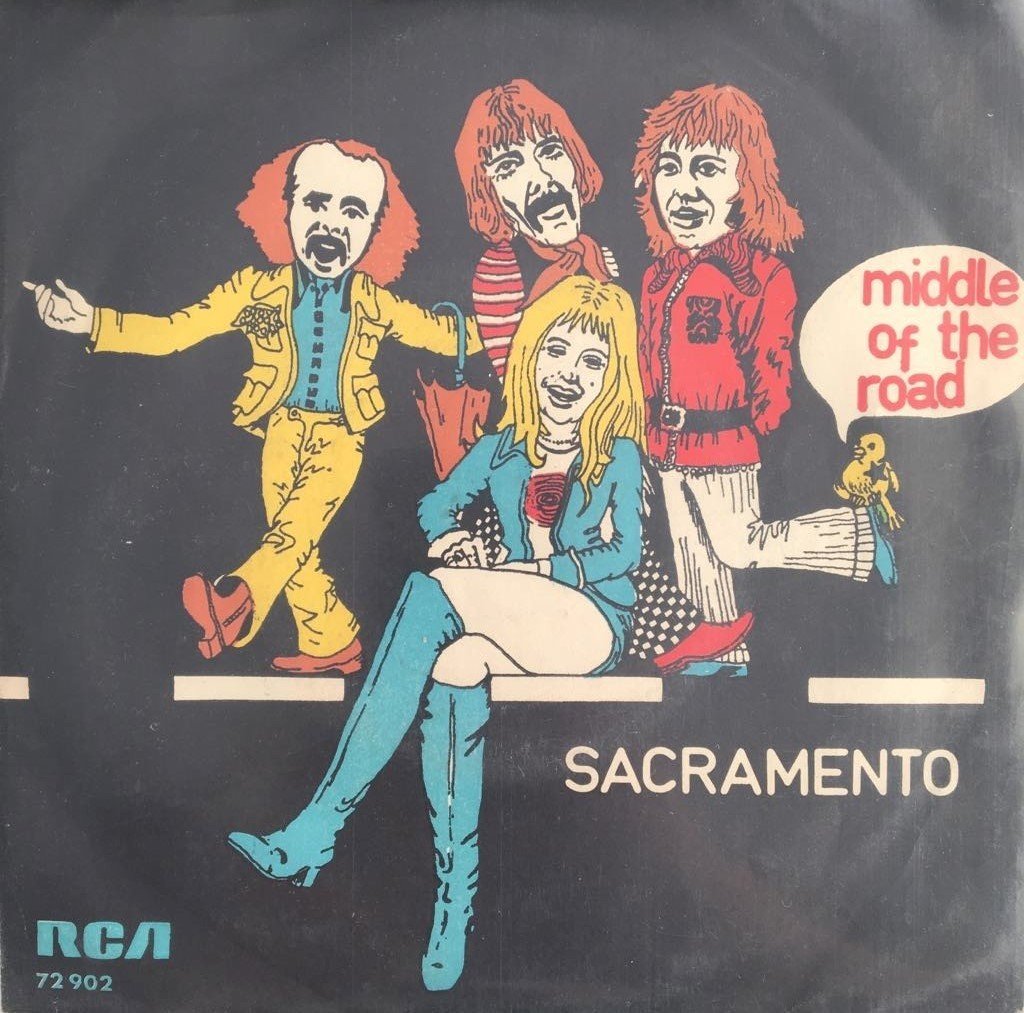 middle
of the
road
SACRAMENTO
RCA
72 902